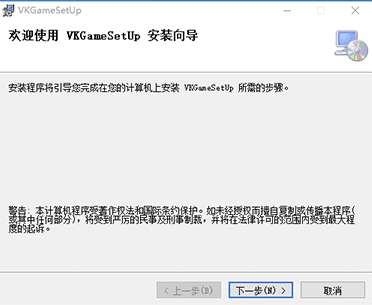 VKGameSetUp
欢迎使用 VKGameSetUp 安装向导
安装程序将引导您完成在您的计算机上安装 VKGameSetUp 所需的步骤。
警告: 本计算机程序受著作权法和国际条约保护。如未经授权而擅自复制或传播本程序(
或其中任何部分)，将受到严厉的民事及刑事制裁，并将在法律许可的范围内受到最大程
度的起诉。
< 上一步(B) 下一步(N) > 取消